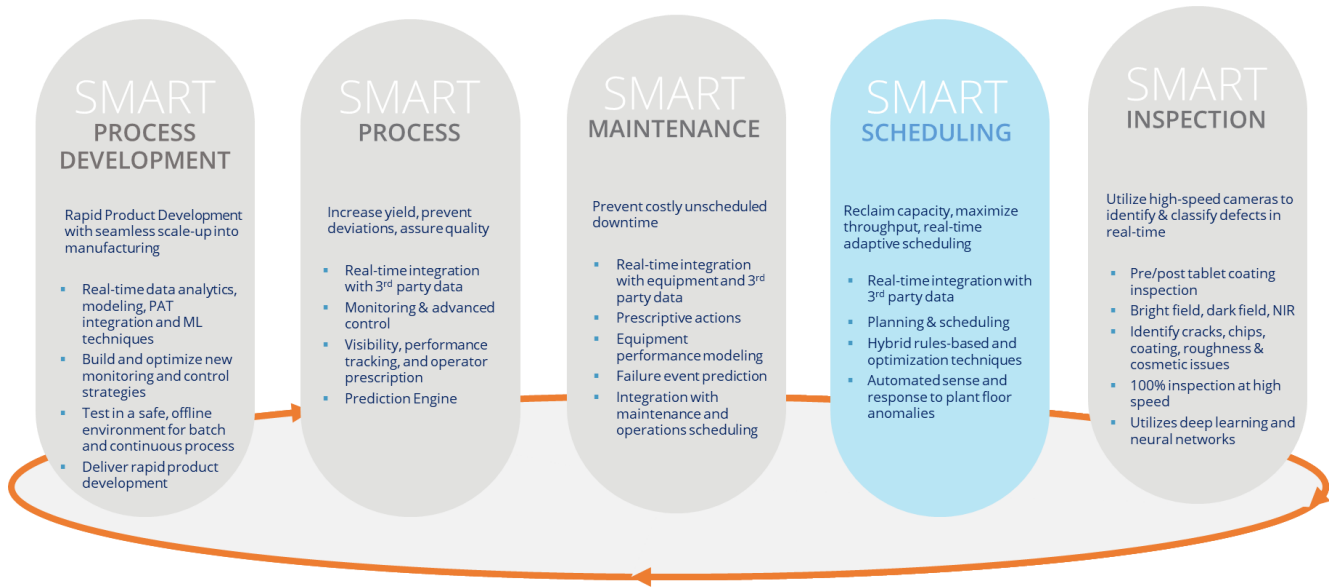 SMART
PROCESS
DEVELOPMENT
Rapid Product Development
with seamless scale-up into
manufacturing
▪ Real-time data analytics,
modeling, PAT
integration and ML
techniques
▪ Build and optimize new
monitoring and control
strategies
▪ Test in a safe, offline
environment for batch
and continuous process
▪ Deliver rapid product
development
SMART
PROCESS
Increase yield, prevent
deviations, assure quality
▪ Real-time integration
with 3rd party data
▪ Monitoring & advanced
control
▪ Visibility, performance
tracking, and operator
prescription
▪ Prediction Engine
SMART
MAINTENANCE
Prevent costly unscheduled
downtime
▪ Real-time integration
with equipment and 3rd
party data
▪ Prescriptive actions
▪ Equipment
performance modeling
▪ Failure event prediction
▪ Integration with
maintenance and
operations scheduling
SMART
SCHEDULING
Reclaim capacity, maximize
throughput, real-time
adaptive scheduling
▪ Real-time integration with
3rd party data
▪ Planning & scheduling
▪ Hybrid rules-based and
optimization techniques
▪ Automated sense and
response to plant floor
anomalies
SMART
INSPECTION
Utilize high-speed cameras to
identify & classify defects in
real-time
▪ Pre/post tablet coating
inspection
▪ Bright field, dark field, NIR
▪ Identify cracks, chips,
coating, roughness &
cosmetic issues
▪ 100% inspection at high
speed
▪ Utilizes deep learning and
neural networks